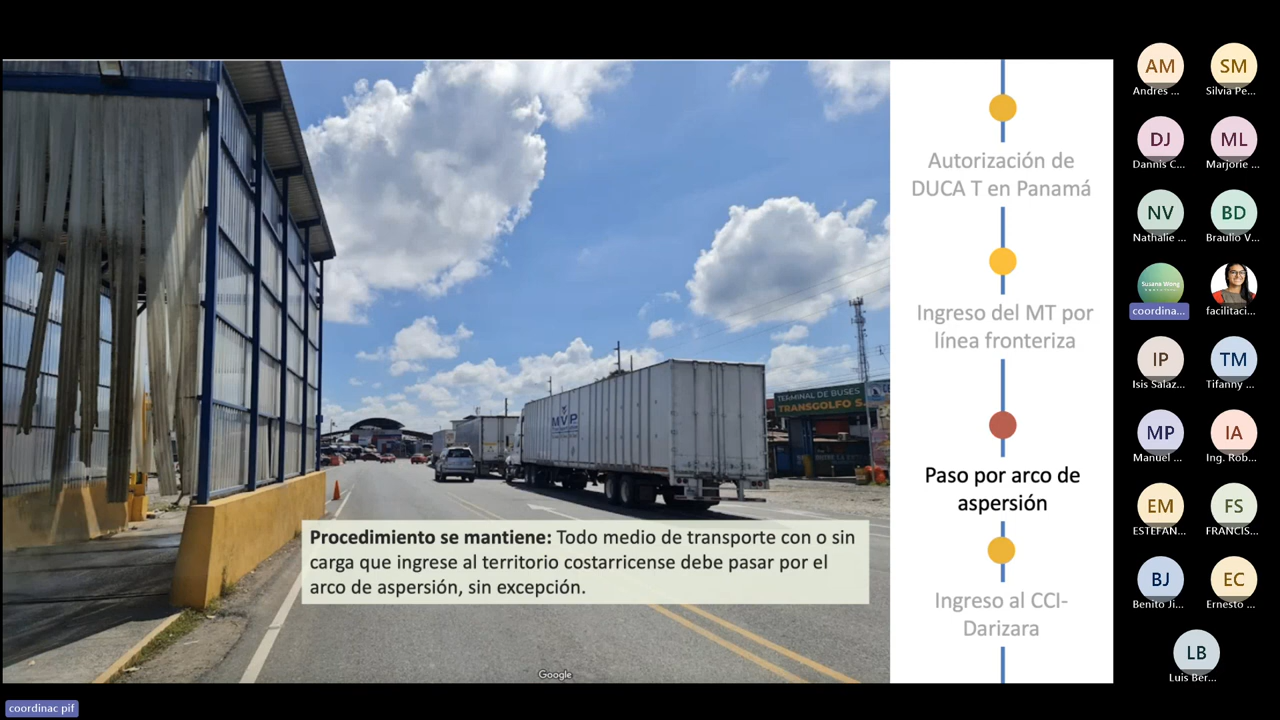 Autorización de
DUCA T en Panamá
Ingreso del MT por
línea fronteriza
Paso por arco de
aspersión
Ingreso al CCI-
Darizara
TERMINAL DE BUSES
TRANSGOLFO S.
MVP
Procedimiento se mantiene: Todo medio de transporte con o sin
carga que ingrese al territorio costarricense debe pasar por el
arco de aspersión, sin excepción.
Google
AM
Andres ...
SM
Silvia Pe...
DJ
Dannis C...
ML
Marjorie ...
NV
Nathalie ...
BD
Braulio V...
Susana Wong
coordina...
facilitaci...
IP
Isis Salaz...
TM
Tifanny ...
MP
Manuel ...
IA
Ing. Rob...
EM
ESTEFAN...
FS
FRANCIS...
BJ
Benito Ji...
EC
Ernesto ...
LB
Luis Ber...
coordinac pif